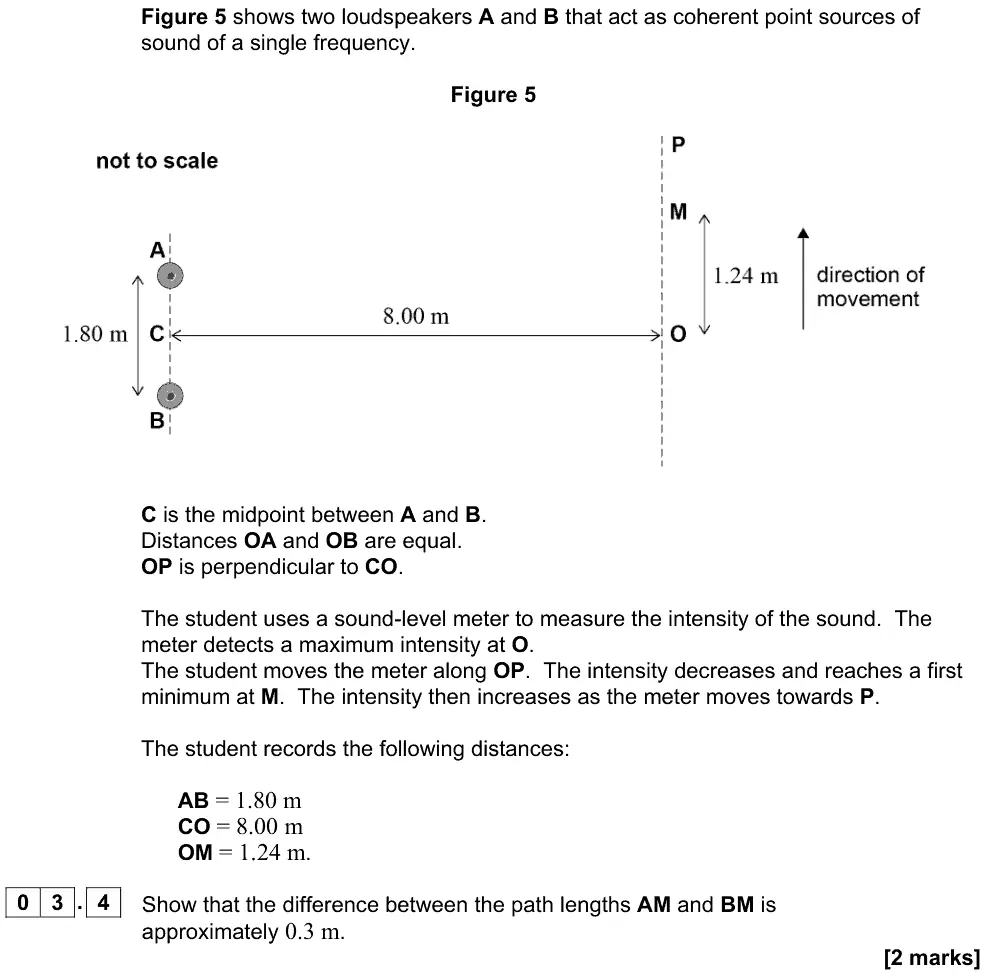 Figure 5 shows two loudspeakers A and B that act as coherent point sources of
sound of a single frequency.
Figure 5
not to scale
P
M
A
1.24 m
direction of
movement
8.00 m
1.80 m
C
O
B
C is the midpoint between A and B.
Distances OA and OB are equal.
OP is perpendicular to CO.
The student uses a sound-level meter to measure the intensity of the sound. The
meter detects a maximum intensity at O.
The student moves the meter along OP. The intensity decreases and reaches a first
minimum at M. The intensity then increases as the meter moves towards P.
The student records the following distances:
AB = 1.80 m
CO = 8.00 m
OM = 1.24 m.
0 3 . 4 Show that the difference between the path lengths AM and BM is
approximately 0.3 m.
[2 marks]